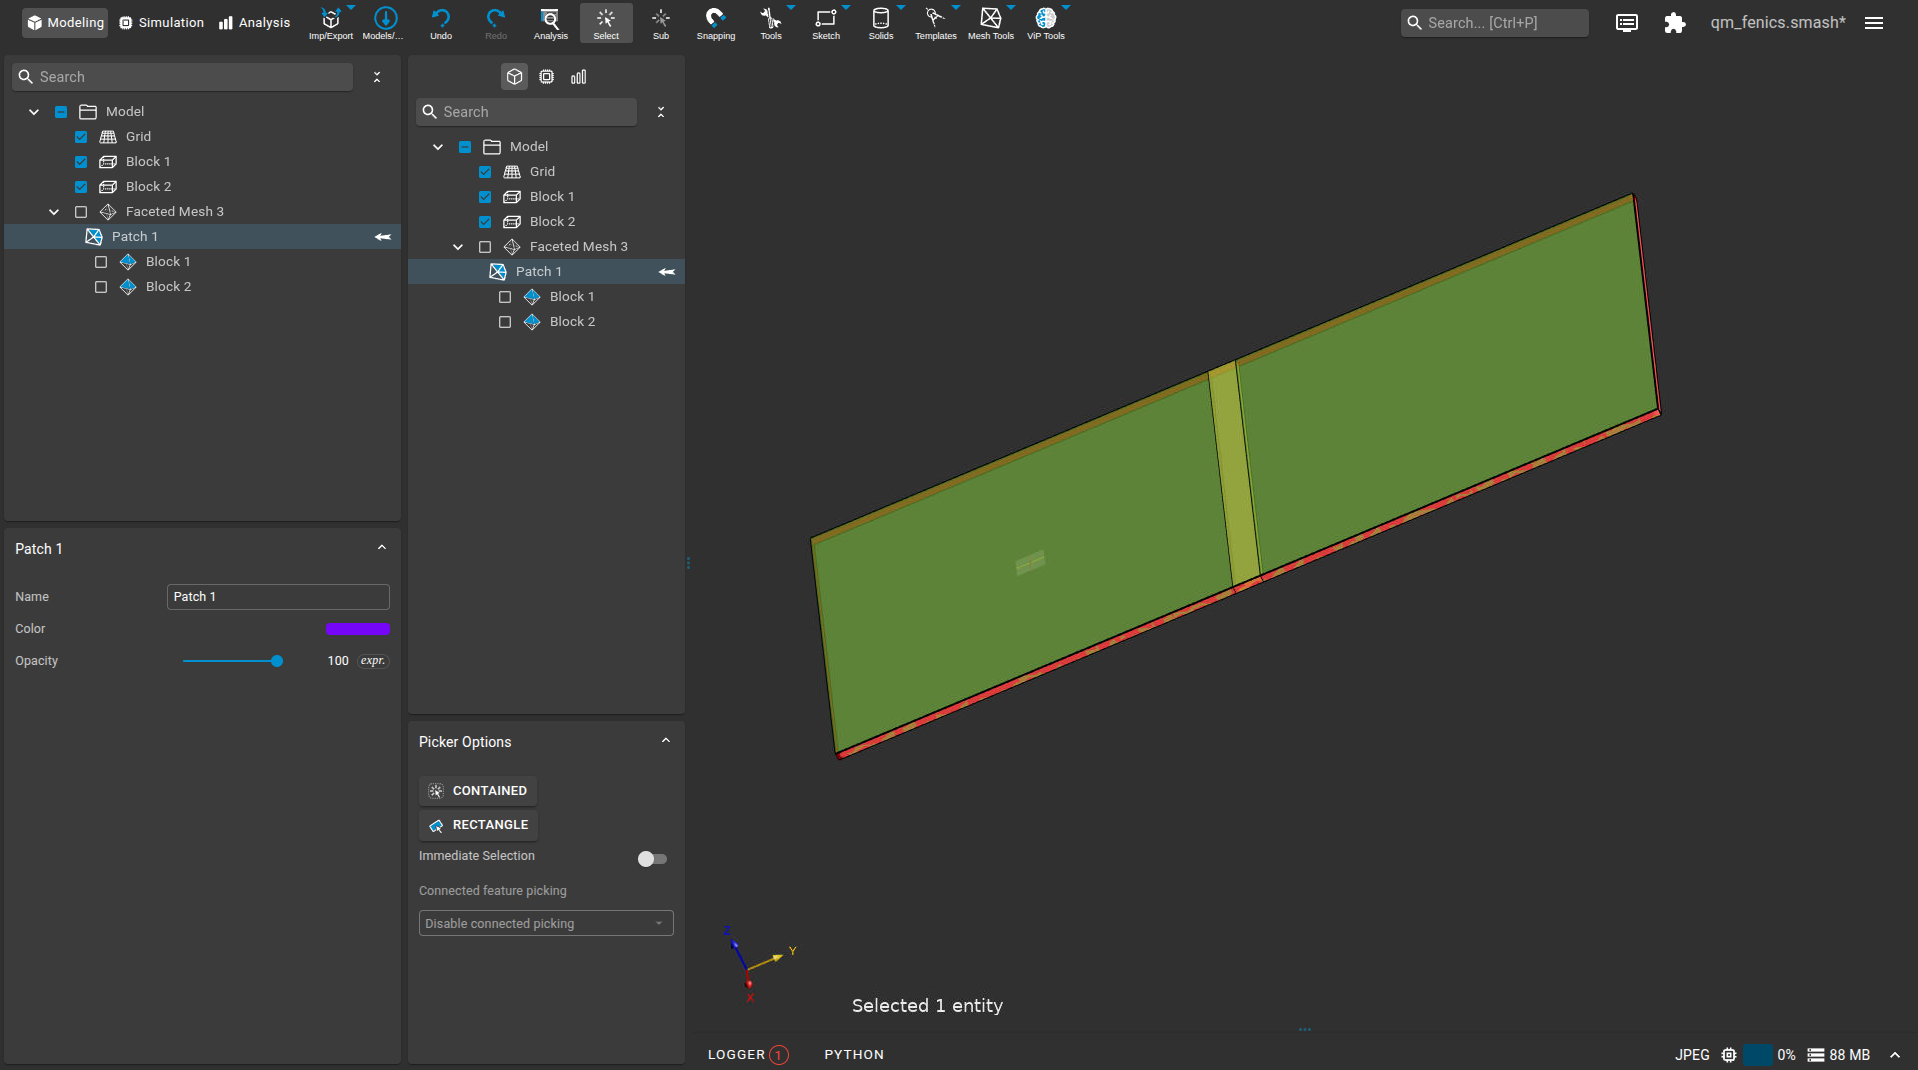 Modeling
Simulation
Analysis
Imp/Export
Models/...
Undo
Redo
Analysis
Select
Sub
Snapping
Tools
Sketch
Solids
Templates
Mesh Tools
ViP Tools
Search... [Ctrl+P]
qm_fenics.smash*
Search
Model
Grid
Block 1
Block 2
Faceted Mesh 3
Patch 1
Block 1
Block 2
Patch 1
Name
Patch 1
Color
Opacity
100
expr.
Search
Model
Grid
Block 1
Block 2
Faceted Mesh 3
Patch 1
Block 1
Block 2
Picker Options
CONTAINED
RECTANGLE
Immediate Selection
Connected feature picking
Disable connected picking
Z
Y
X
Selected 1 entity
LOGGER 1
PYTHON
JPEG
0%
88 MB